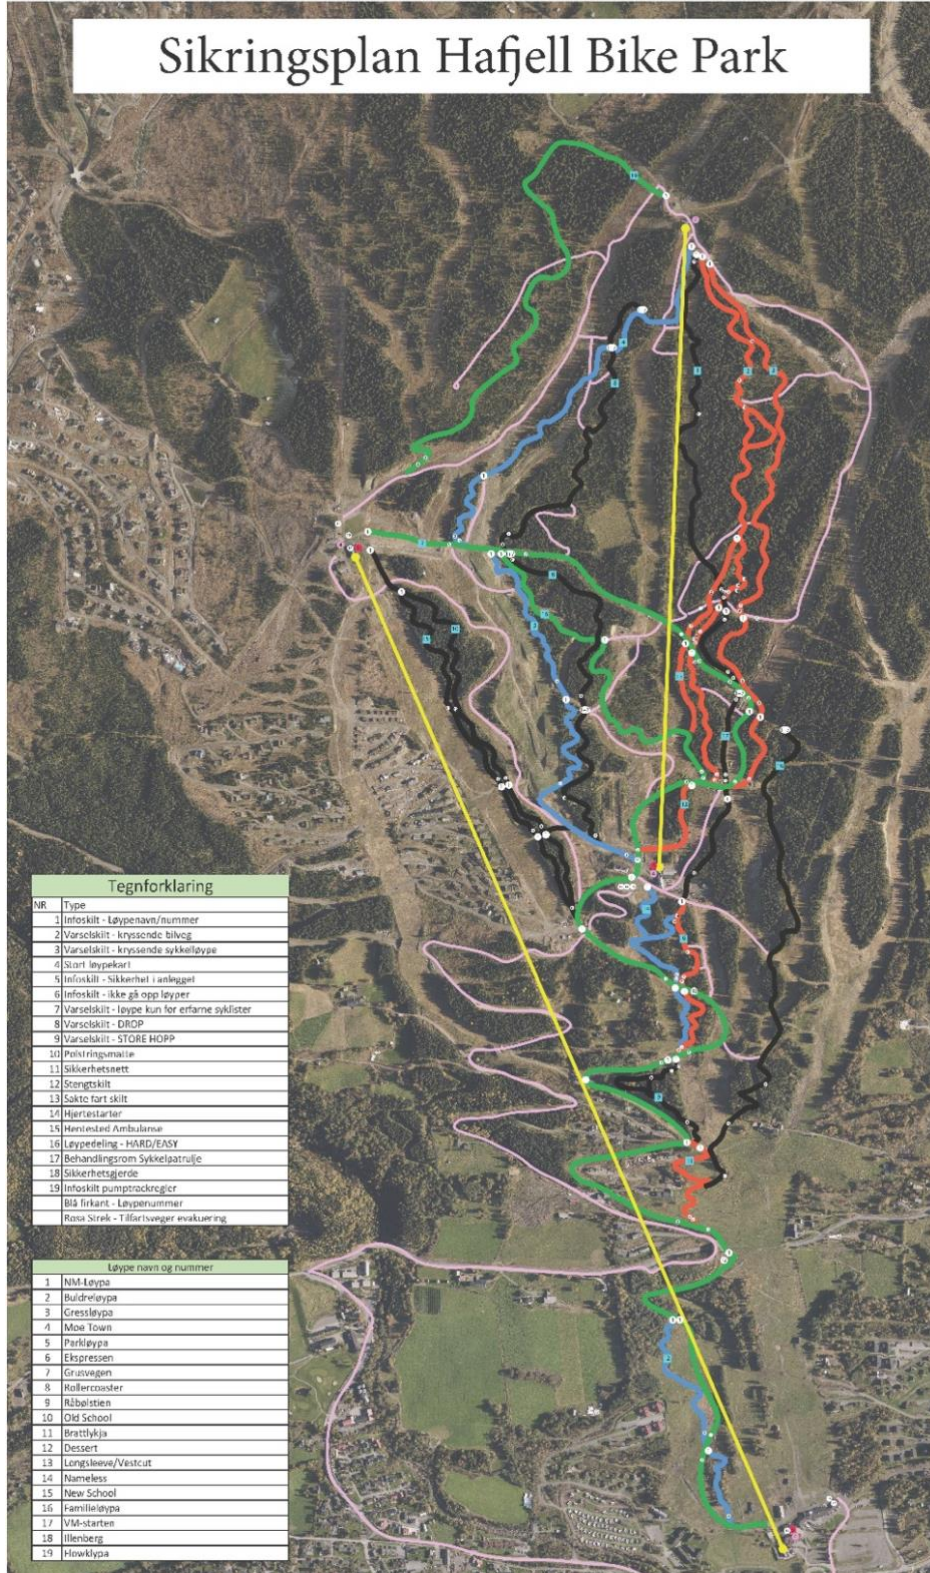 Sikringsplan Hafjell Bike Park
Tegnforklaring
NR Type
1 Infoskilt - Løypenavn/nummer
2 Varselskilt - kryssende bilveg
3 Varselskilt - kryssende sykkelløype
4 Stort løypekart
5 Infoskilt - Sikkerhet i anlegget
6 Infoskilt - ikke gå opp løyper
7 Varselskilt - løype kun for erfarne syklister
8 Varselskilt - DROP
9 Varselskilt - STORE HOPP
10 Polstringsmatte
11 Sikkerhetsnett
12 Stengtskilt
13 Sakte fart skilt
14 Hjertestarter
15 Hentested Ambulanse
16 Løypedeling - HARD/EASY
17 Behandlingsrom Sykkelpatrulje
18 Sikkerhetsgjerde
19 Infoskilt pumptrackregler
Blå firkant - Løypenummer
Rosa Strek - Tilfartsveger evakuering
Løype navn og nummer
1 NM-Løypa
2 Buldreløypa
3 Gressløypa
4 Moe Town
5 Parkløypa
6 Ekspressen
7 Grusvegen
8 Rollercoaster
9 Råbølstien
10 Old School
11 Brattlykja
12 Dessert
13 Longsleeve/Vestcut
14 Nameless
15 New School
16 Familieløypa
17 VM-starten
18 Illenberg
19 Howklypa